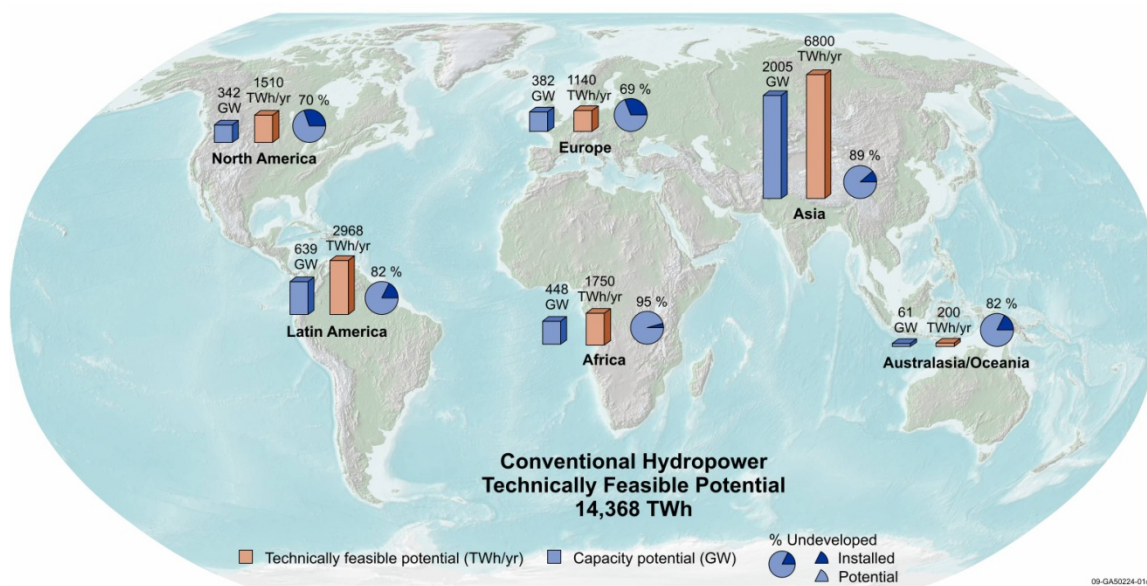 342
GW
1510
TWh/yr
70 %
North America
382
GW
1140
TWh/yr
69 %
Europe
2005
GW
6800
TWh/yr
89 %
Asia
639
GW
2968
TWh/yr
82 %
Latin America
448
GW
1750
TWh/yr
95 %
Africa
61
GW
200
TWh/yr
82 %
Australasia/Oceania
Conventional Hydropower
Technically Feasible Potential
14,368 TWh
Technically feasible potential (TWh/yr)
Capacity potential (GW)
% Undeveloped
Installed
Potential